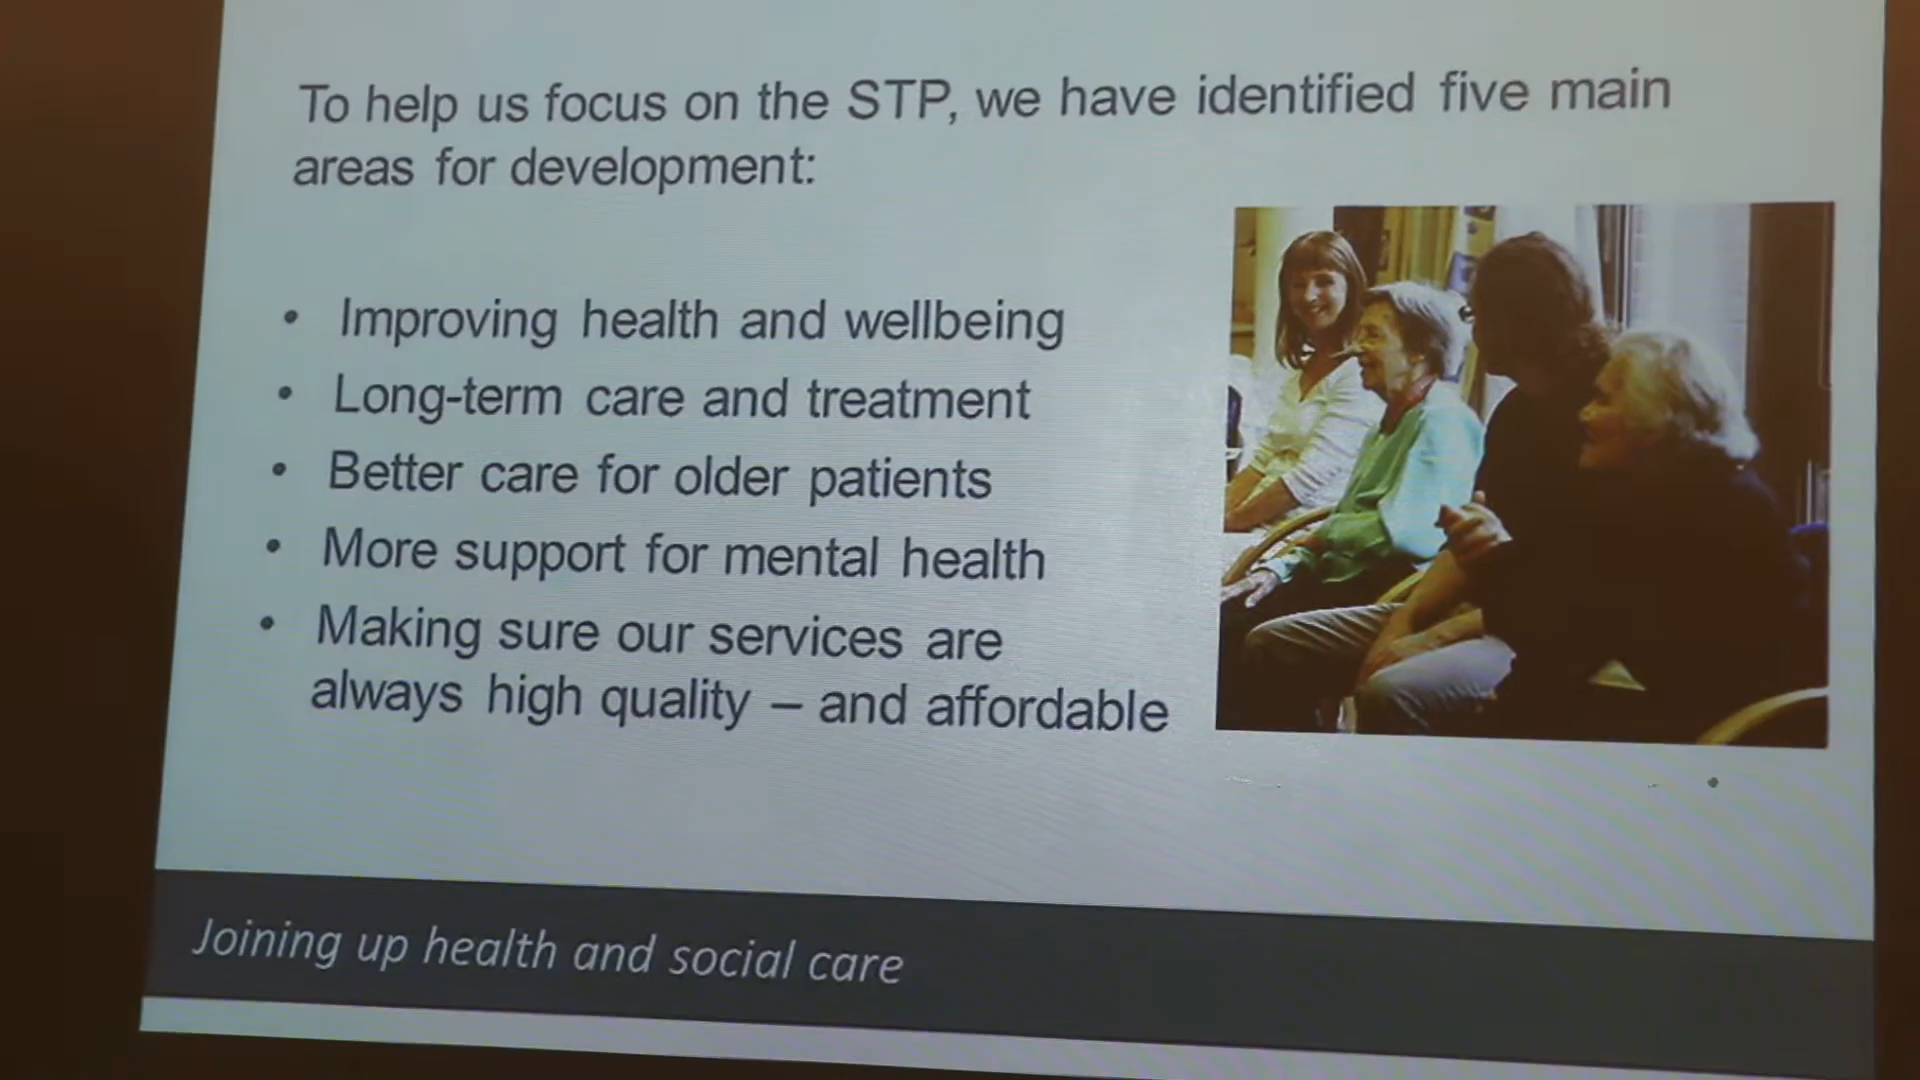 To help us focus on the STP, we have identified five main
areas for development:
• Improving health and wellbeing
• Long-term care and treatment
• Better care for older patients
• More support for mental health
• Making sure our services are
always high quality – and affordable
Joining up health and social care